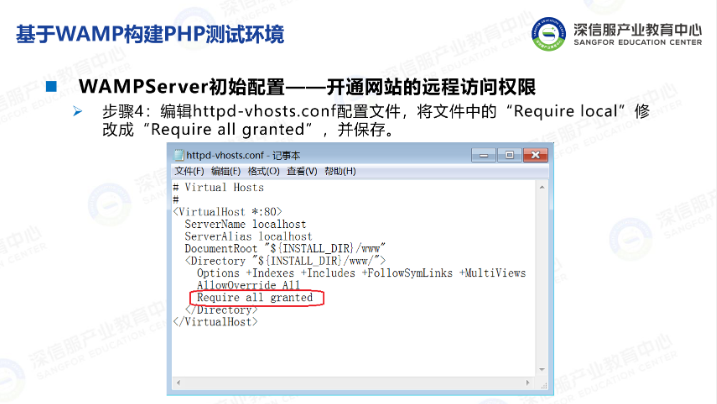 基于WAMP构建PHP测试环境
深信服产业教育中心
SANGFOR EDUCATION CENTER
WAMPServer初始配置——开通网站的远程访问权限
步骤4：编辑httpd-vhosts.conf配置文件，将文件中的“Require local”修
改成“Require all granted”，并保存。
httpd-vhosts.conf - 记事本
文件(F) 编辑(E) 格式(O) 查看(V) 帮助(H)
# Virtual Hosts
#
<VirtualHost *:80>
ServerName localhost
ServerAlias localhost
DocumentRoot "${INSTALL_DIR}/www"
<Directory "${INSTALL_DIR}/www/">
Options +Indexes +Includes +FollowSymLinks +MultiViews
AllowOverride All
Require all granted
</Directory>
</VirtualHost>